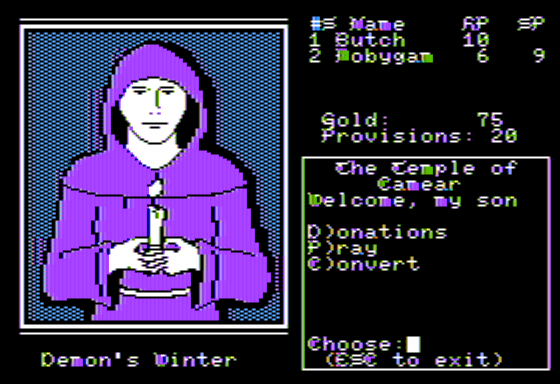 #S Name HP SP
1 Butch 10
2 Mobygam 6 9
Gold: 75
Provisions: 20
The Temple of
Camear
Welcome, my son
D)onations
P)ray
C)onvert
Choose:
(ESC to exit)
Demon's Winter